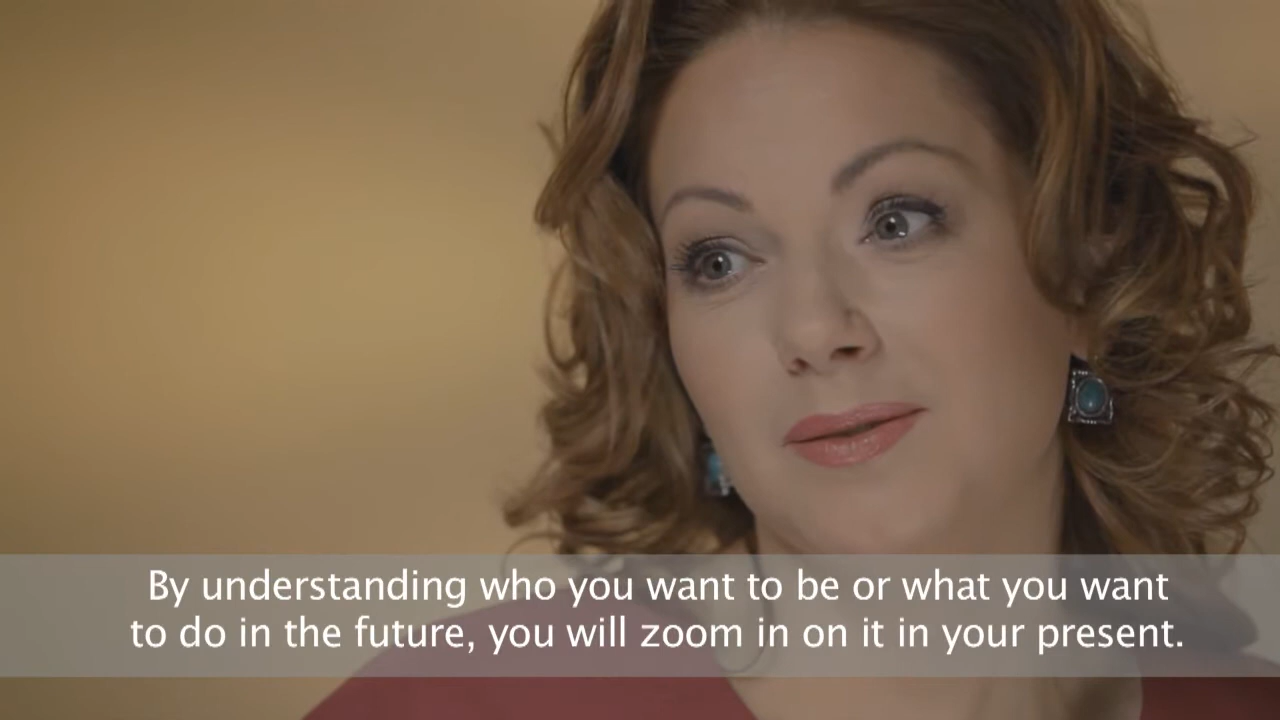 By understanding who you want to be or what you want
to do in the future, you will zoom in on it in your present.